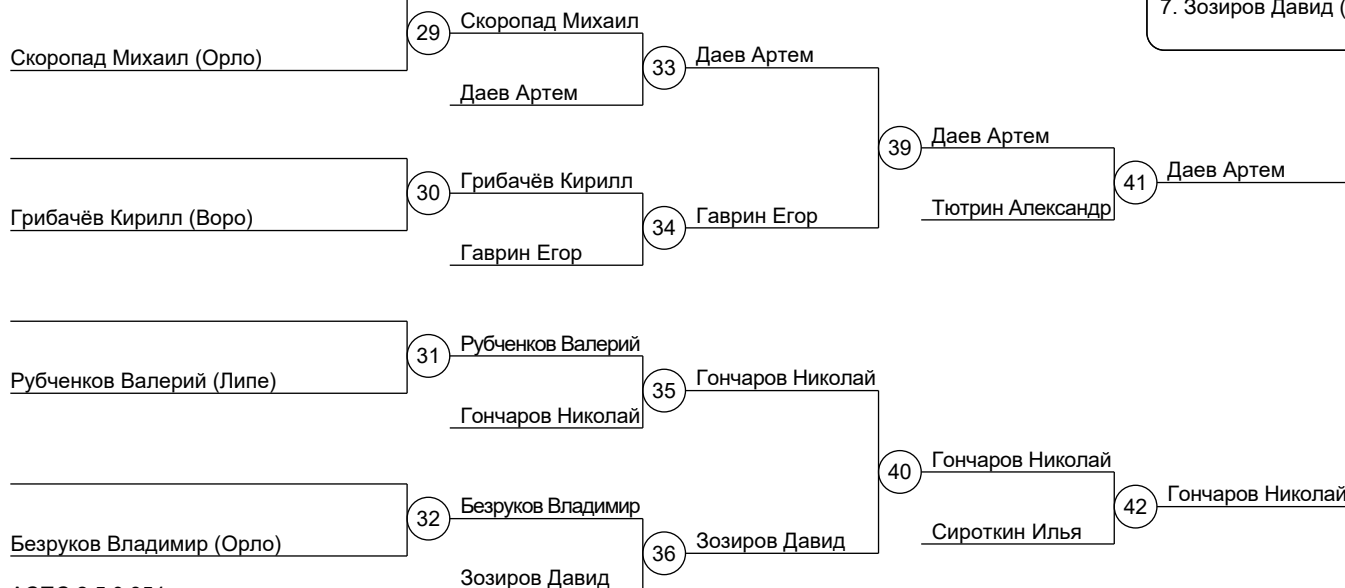 7. Зозиров Давид (
29
Скоропад Михаил
Скоропад Михаил (Орло)
33
Даев Артем
Даев Артем
39
Даев Артем
Тютрин Александр
41
Даев Артем
30
Грибачёв Кирилл
Грибачёв Кирилл (Воро)
34
Гаврин Егор
Гаврин Егор
31
Рубченков Валерий
Рубченков Валерий (Липе)
35
Гончаров Николай
Гончаров Николай
40
Гончаров Николай
Сироткин Илья
42
Гончаров Николай
32
Безруков Владимир
Безруков Владимир (Орло)
36
Зозиров Давид
Зозиров Давид